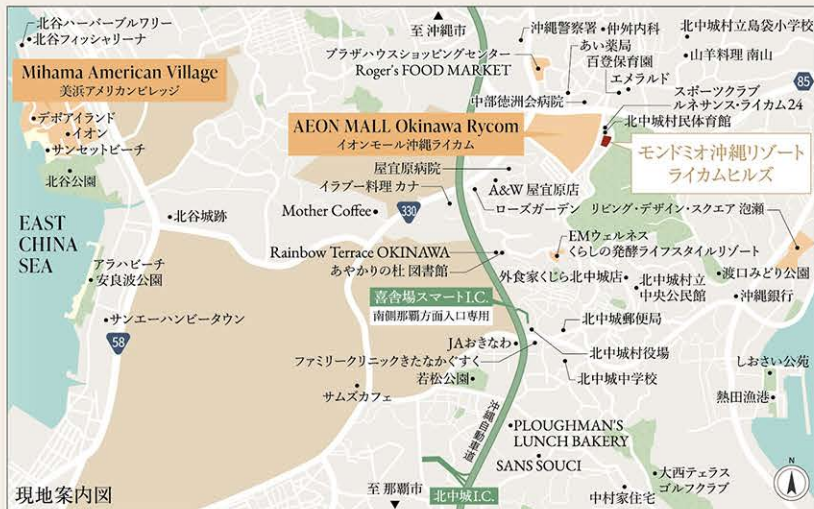 北谷ハーバーブルワリー
北谷フィッシャリーナ
Mihama American Village
美浜アメリカンビレッジ
デポアイランド
イオン
サンセットビーチ
北谷公園
EAST
CHINA
SEA
北谷城跡
アラハビーチ
安良波公園
サンエーハンビータウン
58
現地案内図
至 沖縄市
プラザハウスショッピングセンター
Roger's FOOD MARKET
沖縄警察署
仲舛内科
あい薬局
百登保育園
エメラルド
中部徳洲会病院
北中城村立島袋小学校
山羊料理 南山
85
スポーツクラブ
ルネサンス・ライカム24
北中城村民体育館
AEON MALL Okinawa Rycom
イオンモール沖縄ライカム
モンドミオ沖縄リゾート
ライカムヒルズ
屋宜原病院
イラブー料理 カナ
Mother Coffee
330
A&W 屋宜原店
ローズガーデン
リビング・デザイン・スクエア 泡瀬
Rainbow Terrace OKINAWA
あやかりの杜 図書館
EMウェルネス
くらしの発酵ライフスタイルリゾート
外食家くじら北中城店
北中城村立
中央公民館
渡口みどり公園
沖縄銀行
喜舎場スマートI.C.
南側那覇方面入口専用
北中城郵便局
JAおきなわ
北中城村役場
ファミリークリニックきたなかぐすく
若松公園
北中城中学校
サムズカフェ
しおさい公苑
熱田漁港
沖縄自動車道
PLOUGHMAN'S
LUNCH BAKERY
SANS SOUCI
大西テェラス
ゴルフクラブ
中村家住宅
至 那覇市
北中城I.C.
N